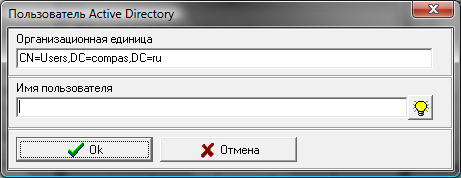 Пользователь Active Directory
Организационная единица
CN=Users,DC=compas,DC=ru
Имя пользователя
Ok
Отмена